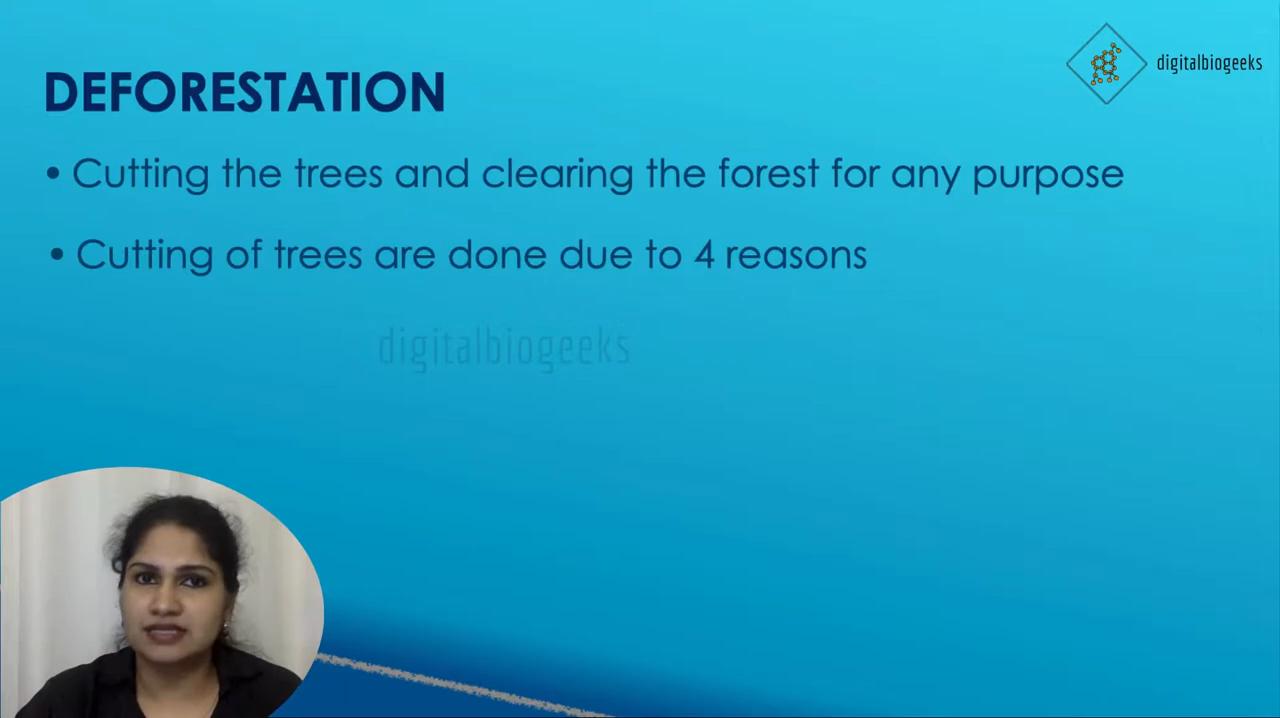 digitalbiogeeks
DEFORESTATION
• Cutting the trees and clearing the forest for any purpose
• Cutting of trees are done due to 4 reasons
digitalbiogeeks